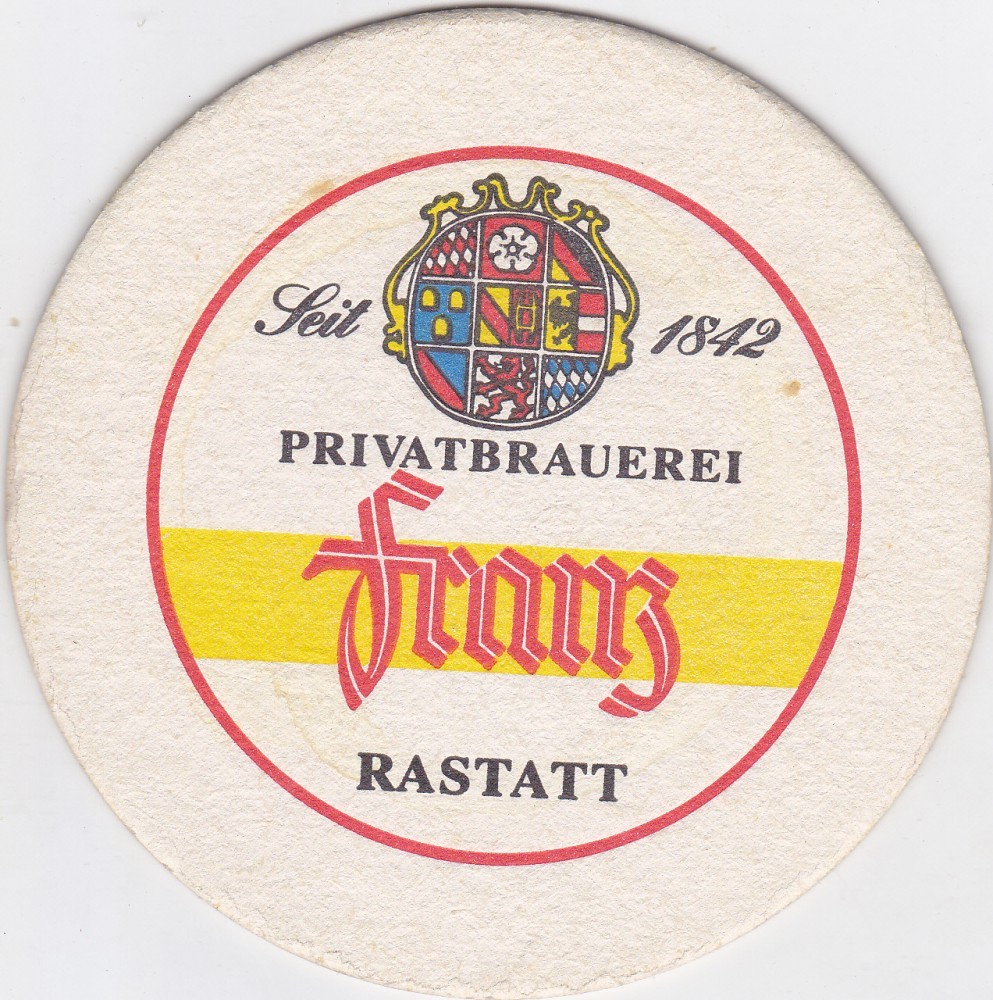 Seit 1842
PRIVATBRAUEREI
Franz
RASTATT